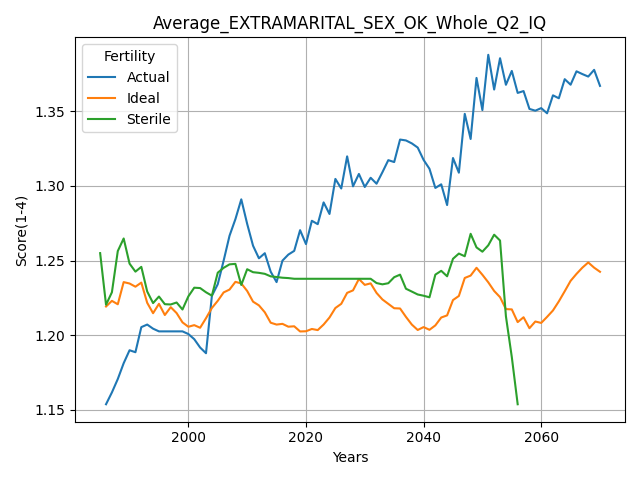 Average_EXTRAMARITAL_SEX_OK_Whole_Q2_IQ
Fertility
Actual
Ideal
Sterile
Score(1-4)
1.35
1.30
1.25
1.20
1.15
2000 2020 2040 2060
Years